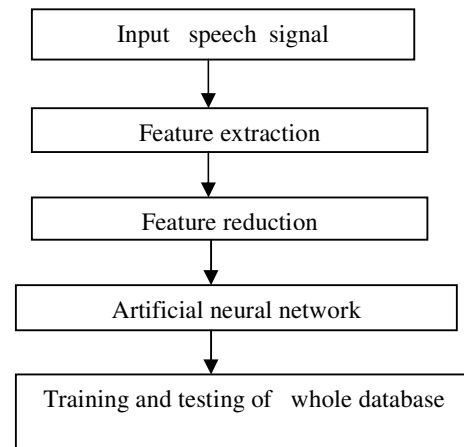 Input speech signal
Feature extraction
Feature reduction
Artificial neural network
Training and testing of whole database